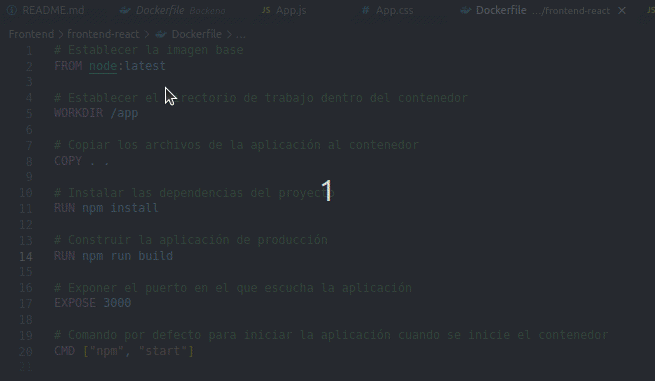 README.md Dockerfile Backend App.js App.css Dockerfile .../frontend-react
Frontend > frontend-react > Dockerfile > ...
1 # Establecer la imagen base
2 FROM node:latest
3
4 # Establecer el directorio de trabajo dentro del contenedor
5 WORKDIR /app
6
7 # Copiar los archivos de la aplicación al contenedor
8 COPY . .
9
10 # Instalar las dependencias del proyecto
1
11 RUN npm install
12
13 # Construir la aplicación de producción
14 RUN npm run build
15
16 # Exponer el puerto en el que escucha la aplicación
17 EXPOSE 3000
18
19 # Comando por defecto para iniciar la aplicación cuando se inicie el contenedor
20 CMD ["npm", "start"]
21